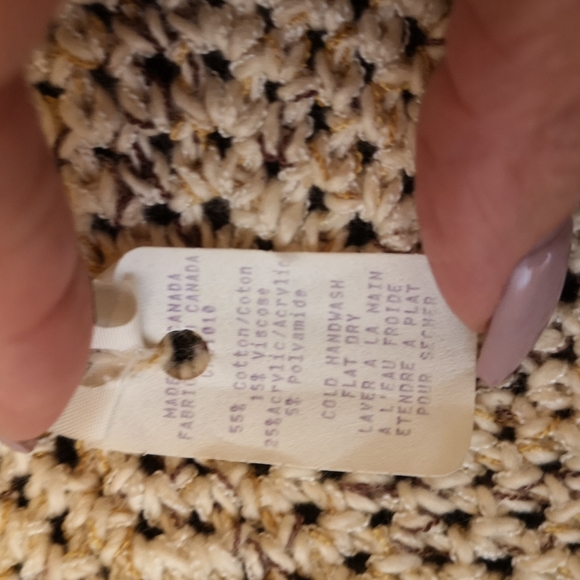 MADE CANADA
FABRI CANADA
010
55% Cotton/Coton
15% Viscose
25%Acrylic/Acrylic
5% Polyamide
COLD HANDWASH
FLAT DRY
LAVER A LA MAIN
A L'EAU FROIDE
ETENDRE A PLAT
POUR SECHER